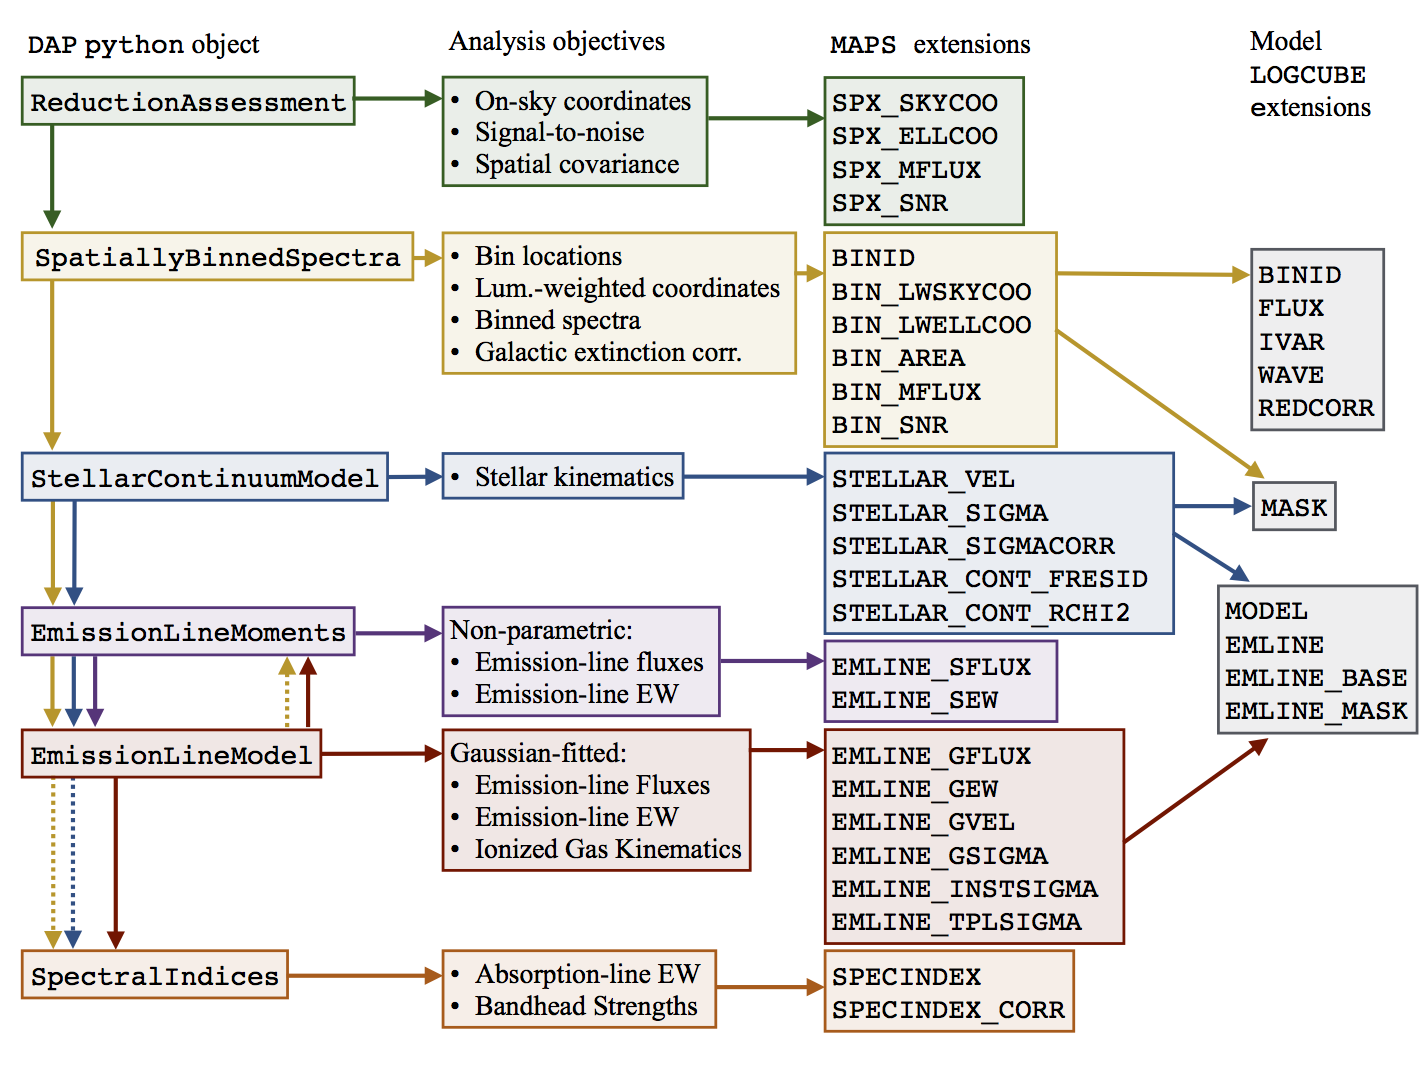 DAP python object
Analysis objectives
MAPS extensions
Model
LOGCUBE
extensions
ReductionAssessment
• On-sky coordinates
• Signal-to-noise
• Spatial covariance
SPX_SKYCOO
SPX_ELLCOO
SPX_MFLUX
SPX_SNR
SpatiallyBinnedSpectra
• Bin locations
• Lum.-weighted coordinates
• Binned spectra
• Galactic extinction corr.
BINID
BIN_LWSKYCOO
BIN_LWELLCOO
BIN_AREA
BIN_MFLUX
BIN_SNR
BINID
FLUX
IVAR
WAVE
REDCORR
StellarContinuumModel
• Stellar kinematics
STELLAR_VEL
STELLAR_SIGMA
STELLAR_SIGMACORR
STELLAR_CONT_FRESID
STELLAR_CONT_RCHI2
MASK
MODEL
EMLINE
EMLINE_BASE
EMLINE_MASK
EmissionLineMoments
Non-parametric:
• Emission-line fluxes
• Emission-line EW
EMLINE_SFLUX
EMLINE_SEW
EmissionLineModel
Gaussian-fitted:
• Emission-line Fluxes
• Emission-line EW
• Ionized Gas Kinematics
EMLINE_GFLUX
EMLINE_GEW
EMLINE_GVEL
EMLINE_GSIGMA
EMLINE_INSTSIGMA
EMLINE_TPLSIGMA
SpectralIndices
• Absorption-line EW
• Bandhead Strengths
SPECINDEX
SPECINDEX_CORR